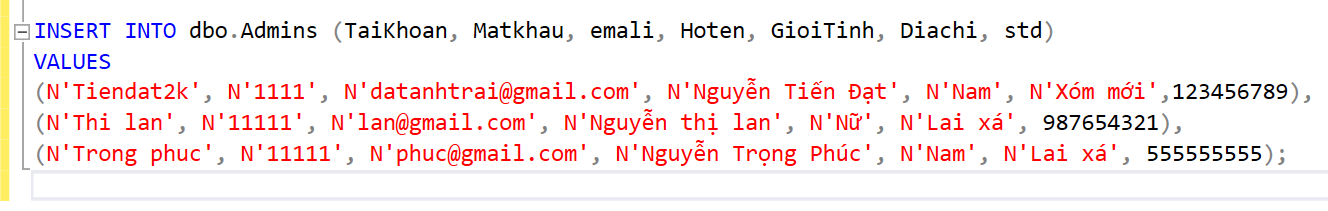 INSERT INTO dbo.Admins (TaiKhoan, Matkhau, emali, Hoten, GioiTinh, Diachi, std)
VALUES
(N'Tiendat2k', N'1111', N'datanhtrai@gmail.com', N'Nguyễn Tiến Đạt', N'Nam', N'Xóm mới',123456789),
(N'Thi lan', N'11111', N'lan@gmail.com', N'Nguyễn thị lan', N'Nữ', N'Lai xá', 987654321),
(N'Trong phuc', N'11111', N'phuc@gmail.com', N'Nguyễn Trọng Phúc', N'Nam', N'Lai xá', 555555555);